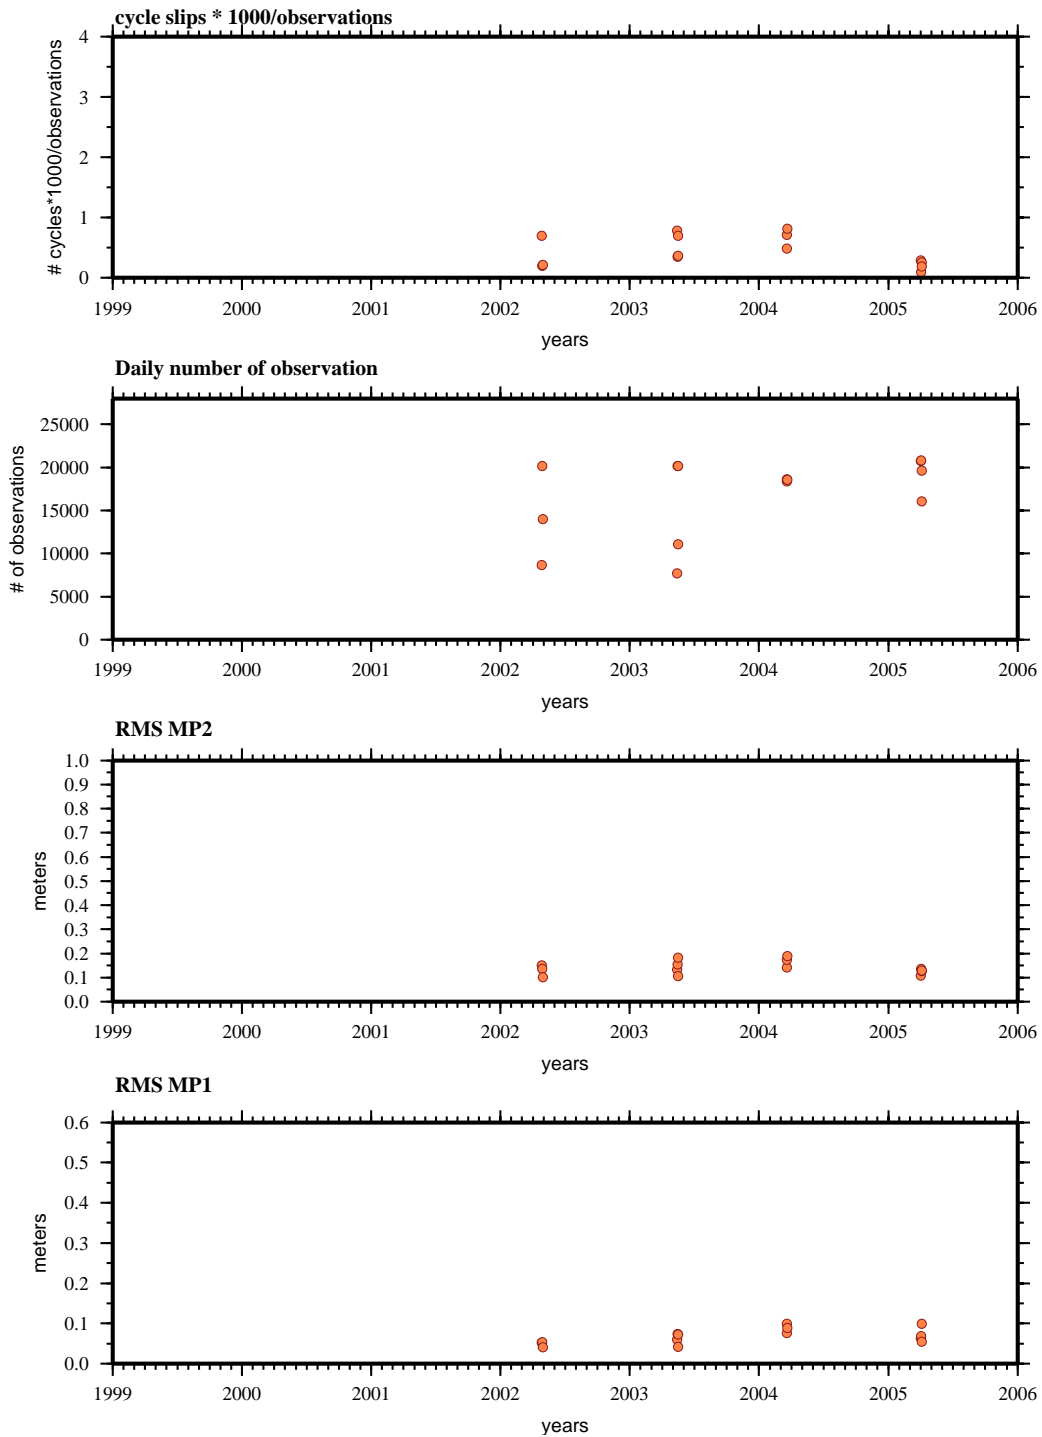 cycle slips * 1000/observations
# cycles*1000/observations
4
3
2
1
0
1999 2000 2001 2002 2003 2004 2005 2006
years
Daily number of observation
# of observations
25000
20000
15000
10000
5000
0
1999 2000 2001 2002 2003 2004 2005 2006
years
RMS MP2
meters
1.0
0.9
0.8
0.7
0.6
0.5
0.4
0.3
0.2
0.1
0.0
1999 2000 2001 2002 2003 2004 2005 2006
years
RMS MP1
meters
0.6
0.5
0.4
0.3
0.2
0.1
0.0
1999 2000 2001 2002 2003 2004 2005 2006
years